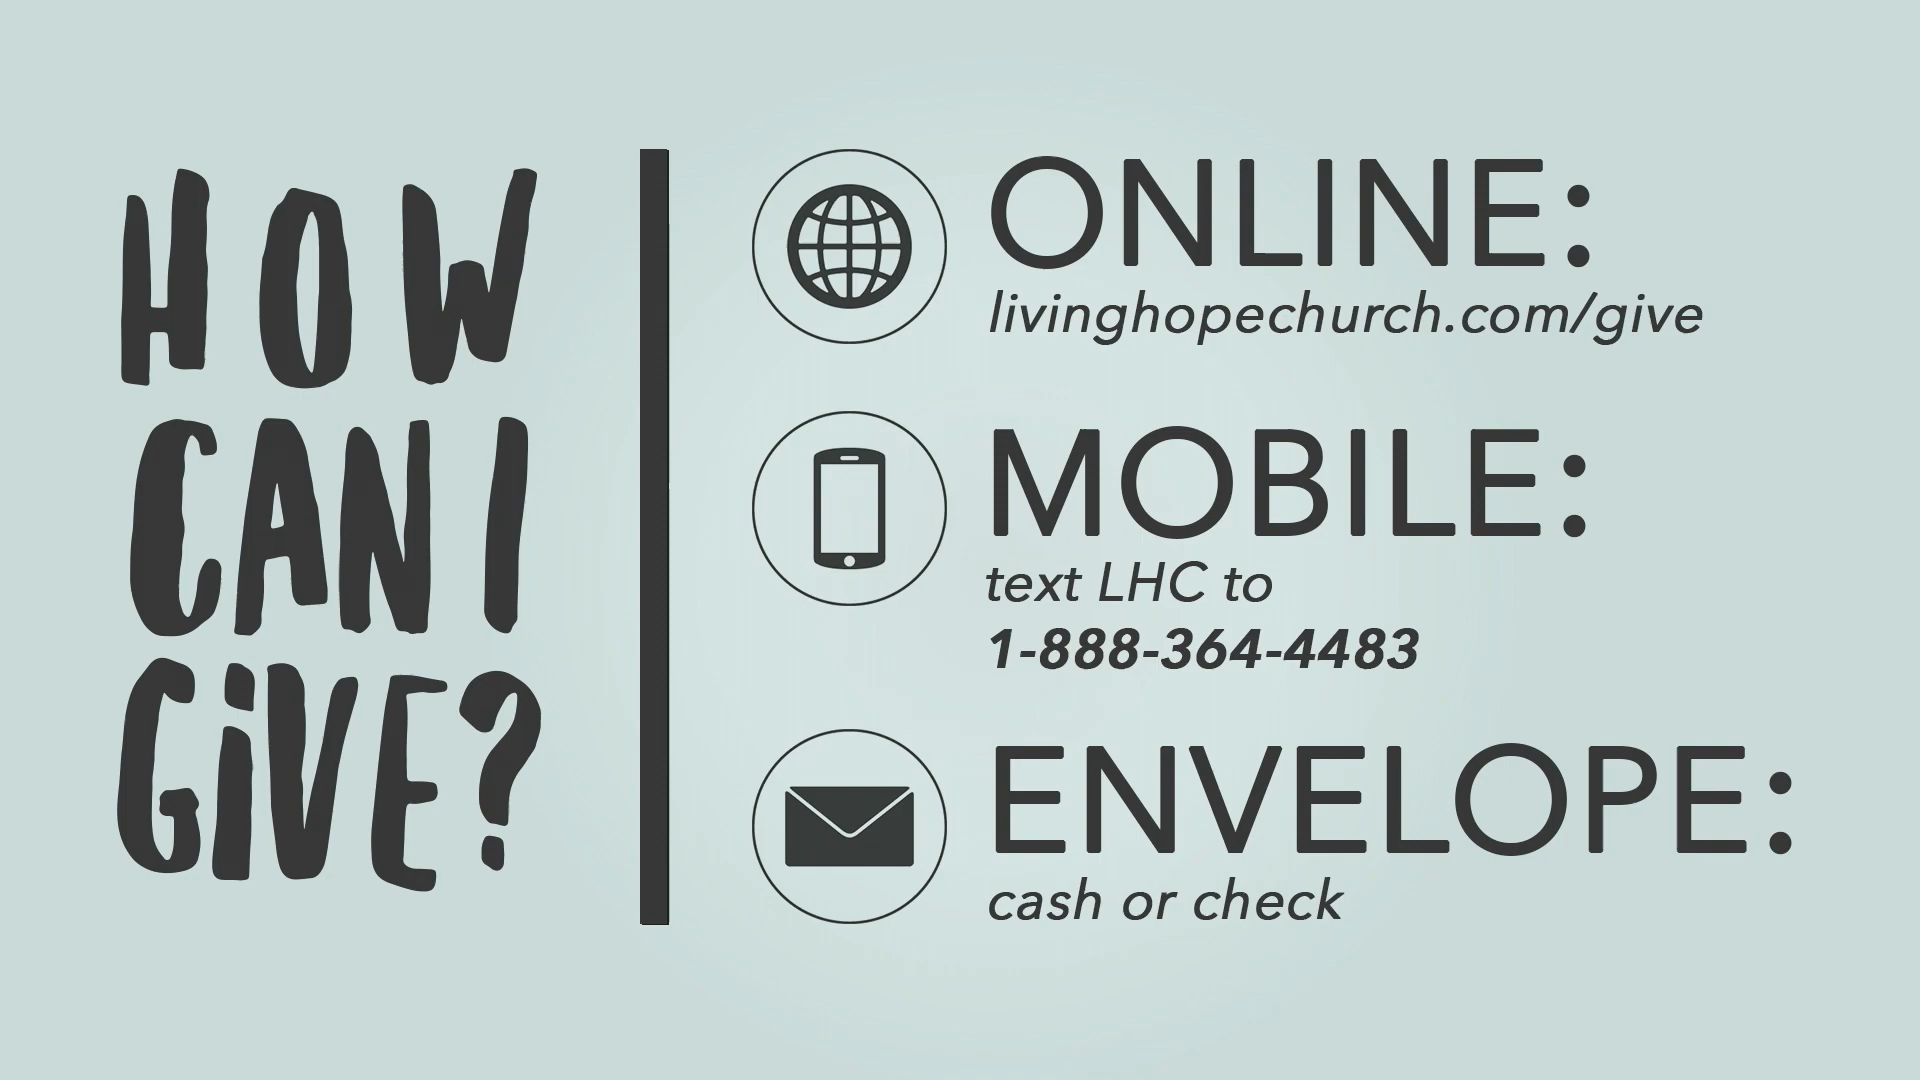 HOW
CAN I
GiVE?
ONLINE:
livinghopechurch.com/give
MOBILE:
text LHC to
1-888-364-4483
ENVELOPE:
cash or check